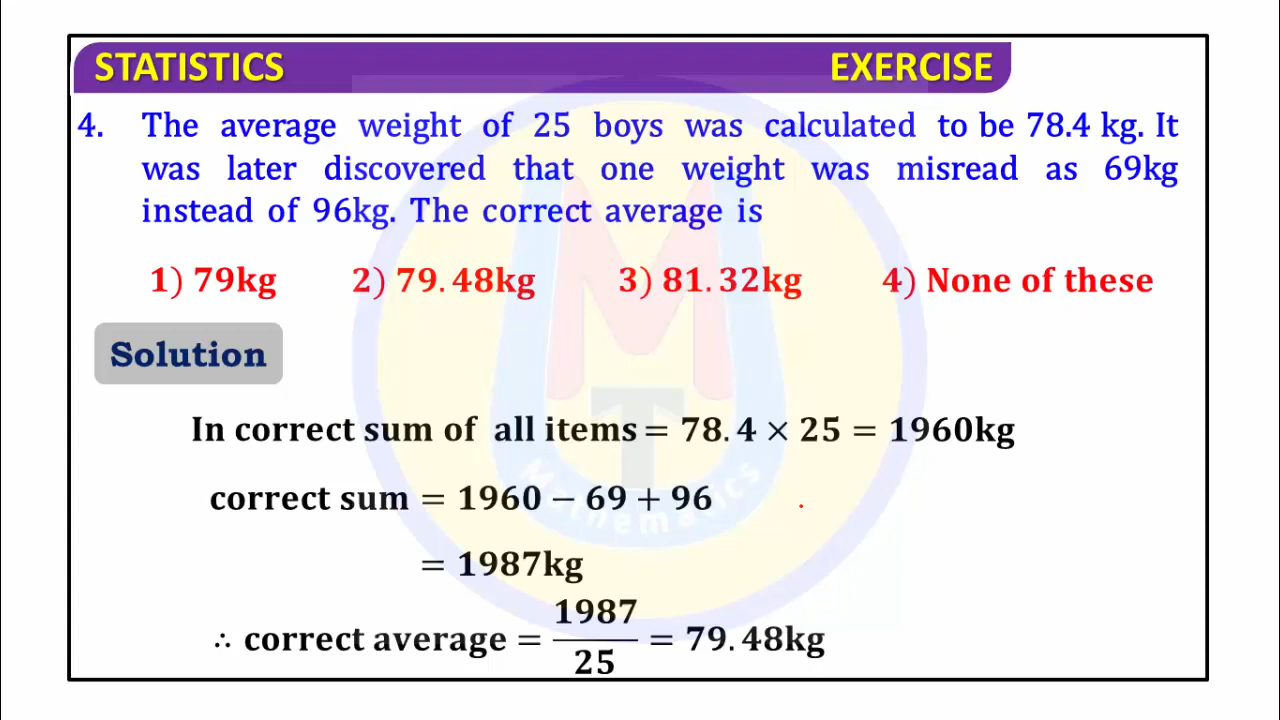 STATISTICS EXERCISE
4. The average weight of 25 boys was calculated to be 78.4 kg. It
was later discovered that one weight was misread as 69kg
instead of 96kg. The correct average is
1) 79kg 2) 79.48kg 3) 81.32kg 4) None of these
Solution
In correct sum of all items = 78.4 × 25 = 1960kg
correct sum = 1960 − 69 + 96
= 1987kg
∴ correct average = 1987/25 = 79.48kg
MT
Mathematics